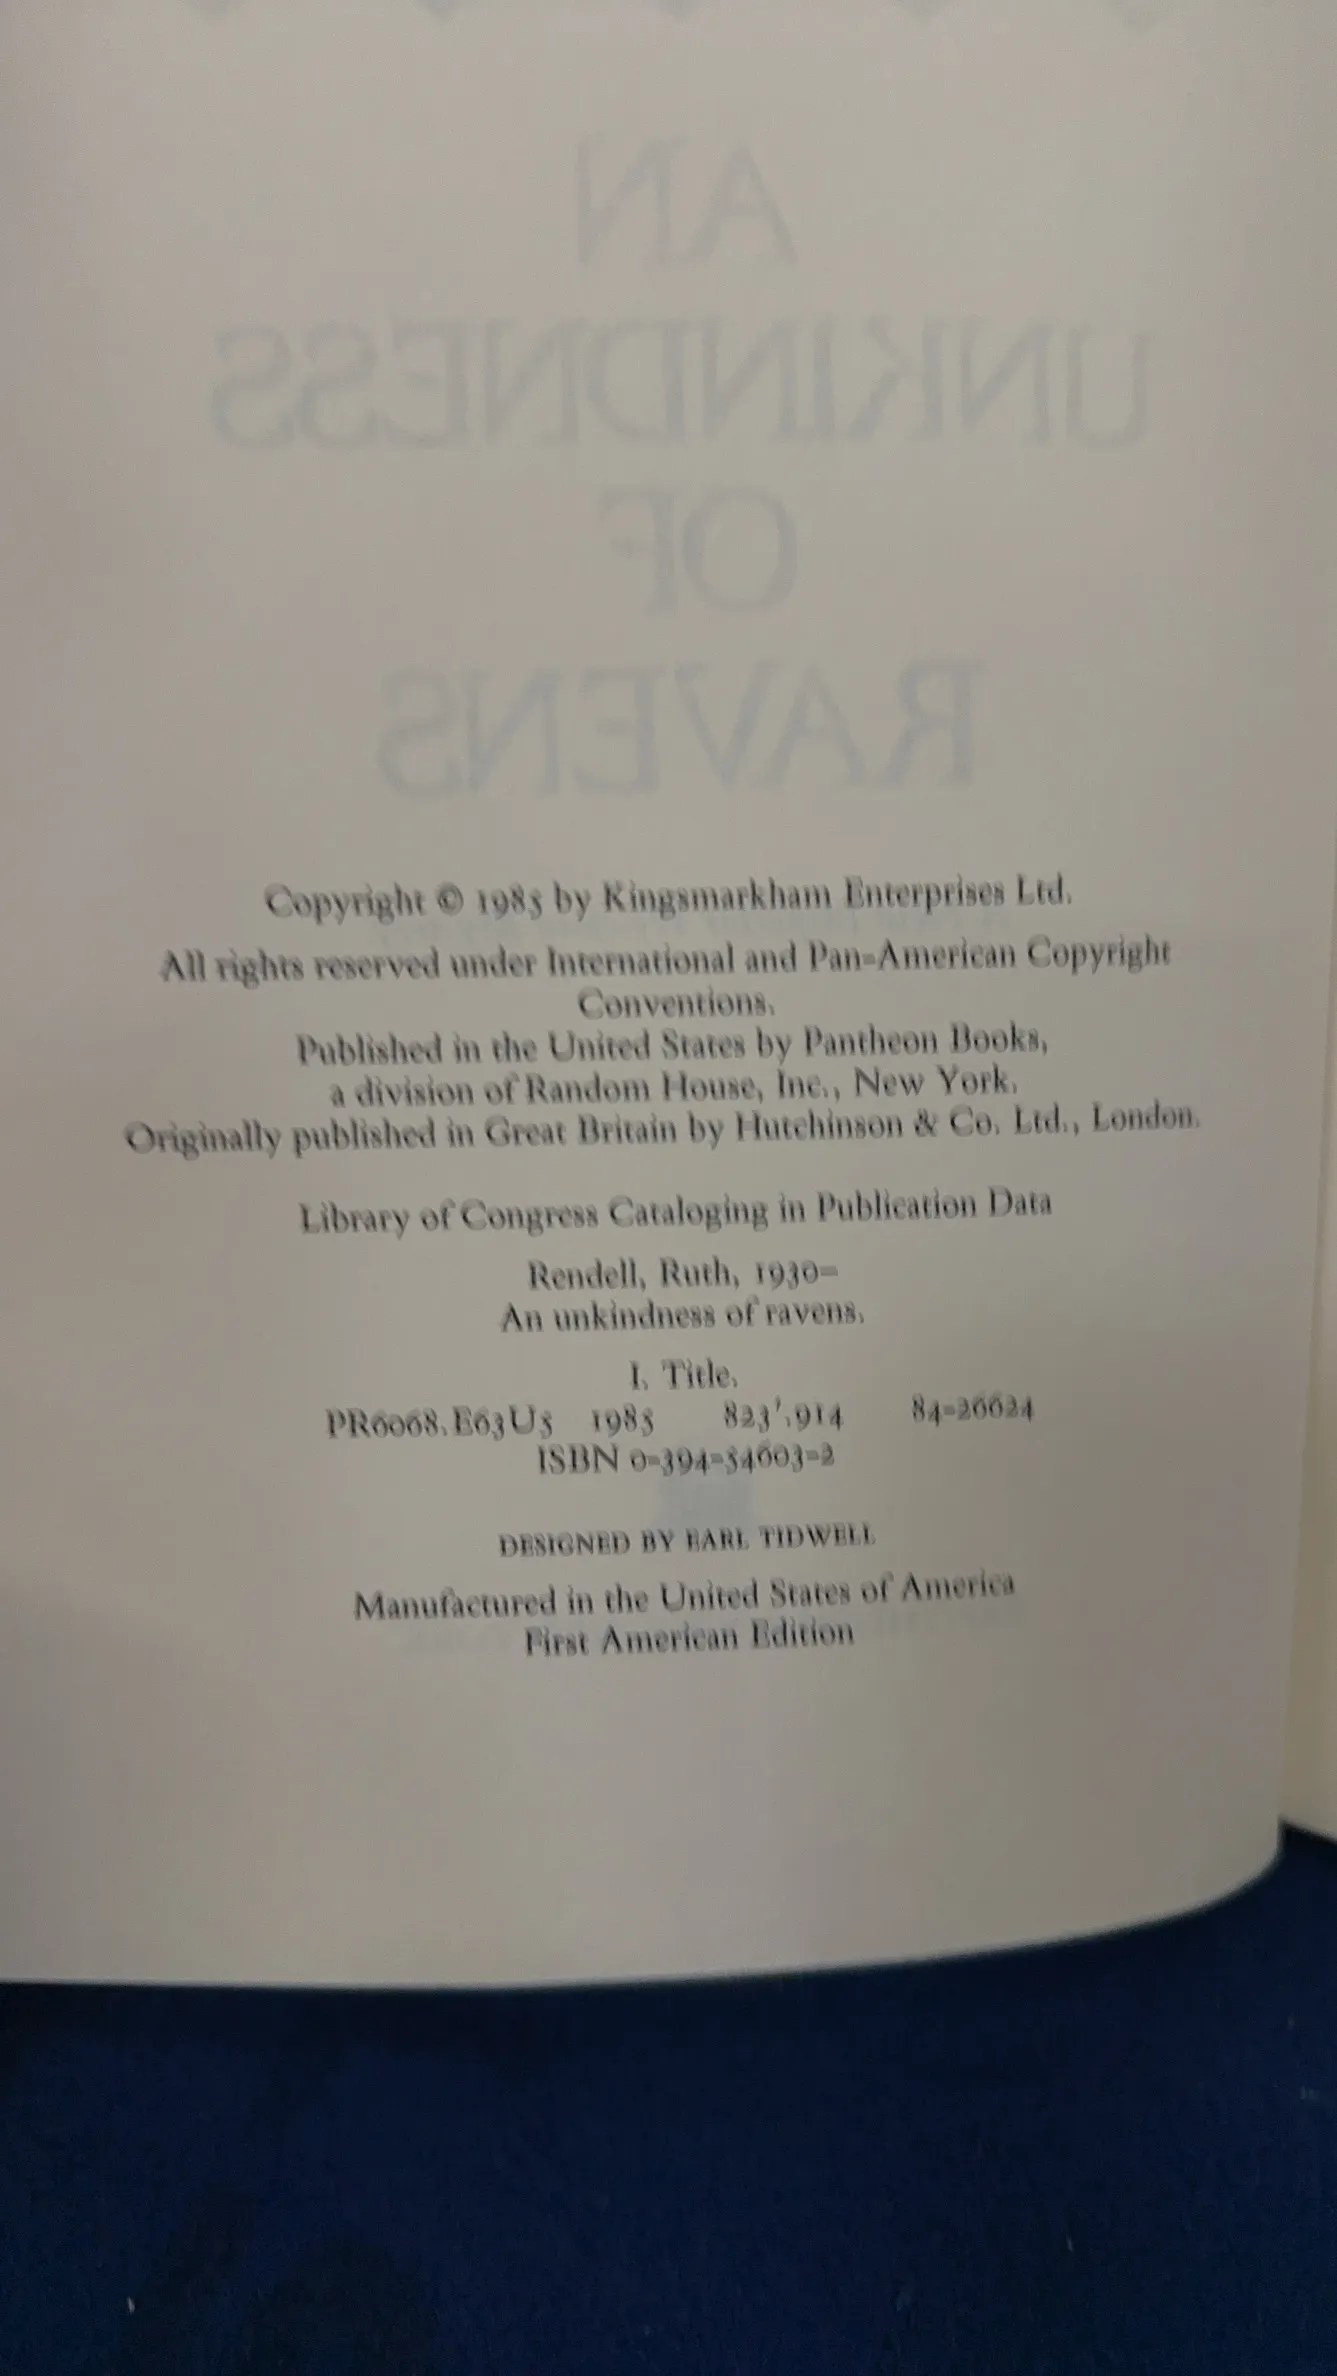 AN
UNKINDNESS
OF
RAVENS
Copyright © 1985 by Kingsmarkham Enterprises Ltd.
All rights reserved under International and Pan-American Copyright
Conventions.
Published in the United States by Pantheon Books,
a division of Random House, Inc., New York.
Originally published in Great Britain by Hutchinson & Co. Ltd., London.
Library of Congress Cataloging in Publication Data
Rendell, Ruth, 1930-
An unkindness of ravens.
I. Title.
PR6068.E63U5 1985 823'.914 84-26624
ISBN 0-394-54603-2
DESIGNED BY EARL TIDWELL
Manufactured in the United States of America
First American Edition